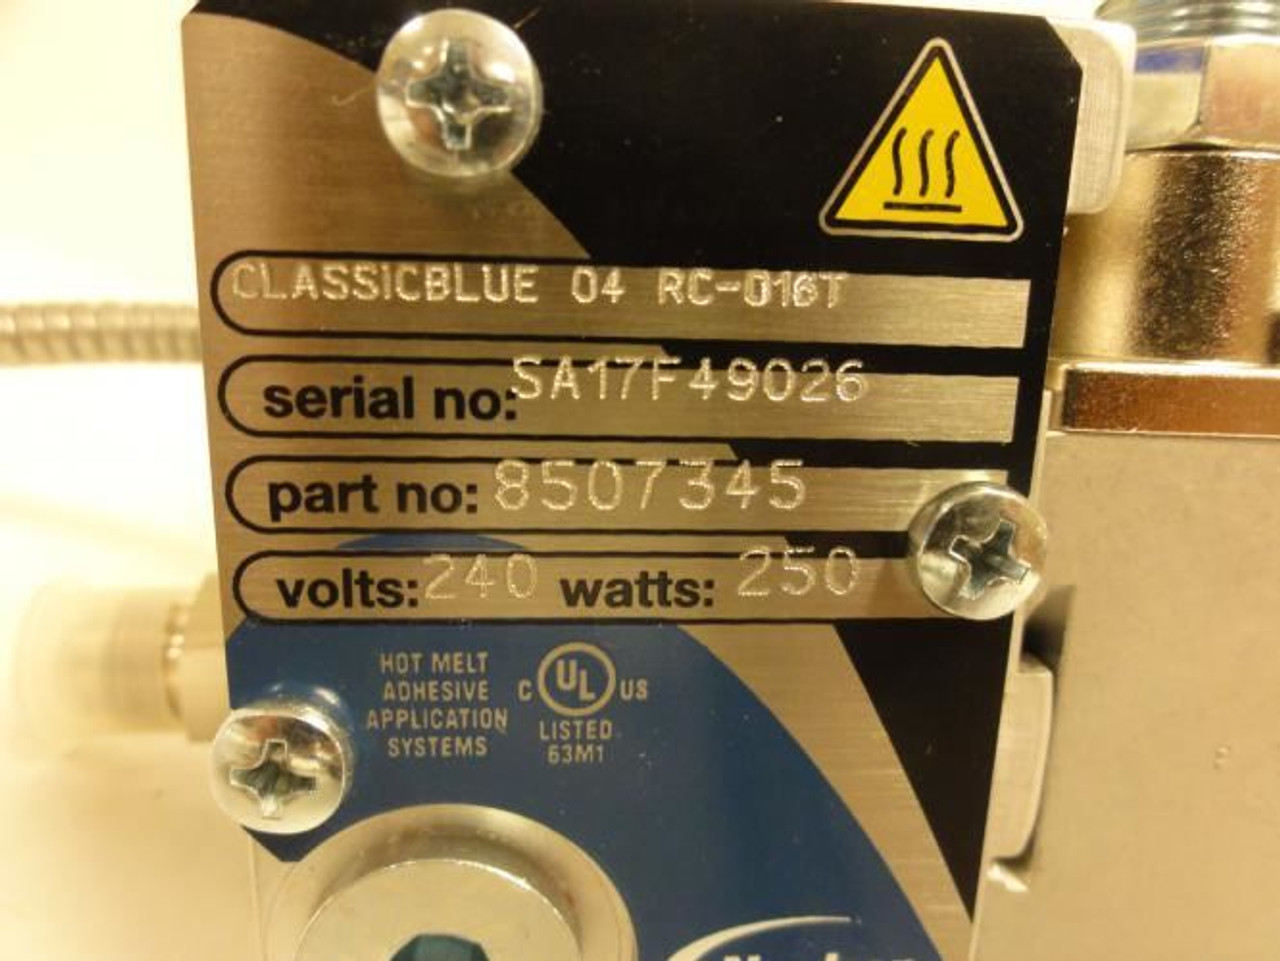 CLASSICBLUE 04 RC-016T
serial no: SA17F49026
part no: 8507345
volts: 240 watts: 250
HOT MELT
ADHESIVE
APPLICATION
SYSTEMS
C UL US
LISTED
63M1